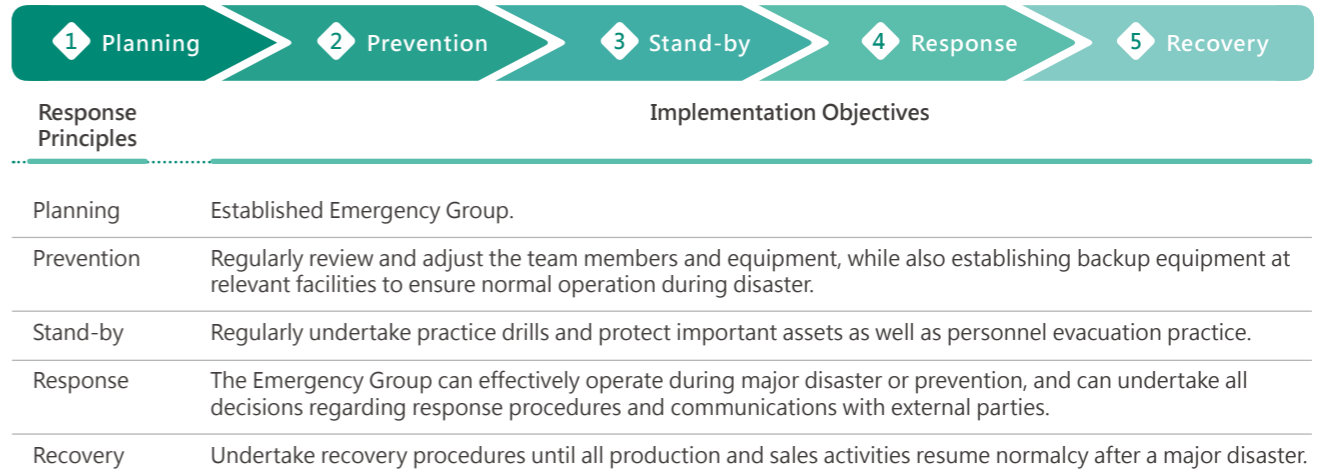 1 Planning 2 Prevention 3 Stand-by 4 Response 5 Recovery
Response
Principles
Implementation Objectives
Planning Established Emergency Group.
Prevention Regularly review and adjust the team members and equipment, while also establishing backup equipment at
relevant facilities to ensure normal operation during disaster.
Stand-by Regularly undertake practice drills and protect important assets as well as personnel evacuation practice.
Response The Emergency Group can effectively operate during major disaster or prevention, and can undertake all
decisions regarding response procedures and communications with external parties.
Recovery Undertake recovery procedures until all production and sales activities resume normalcy after a major disaster.